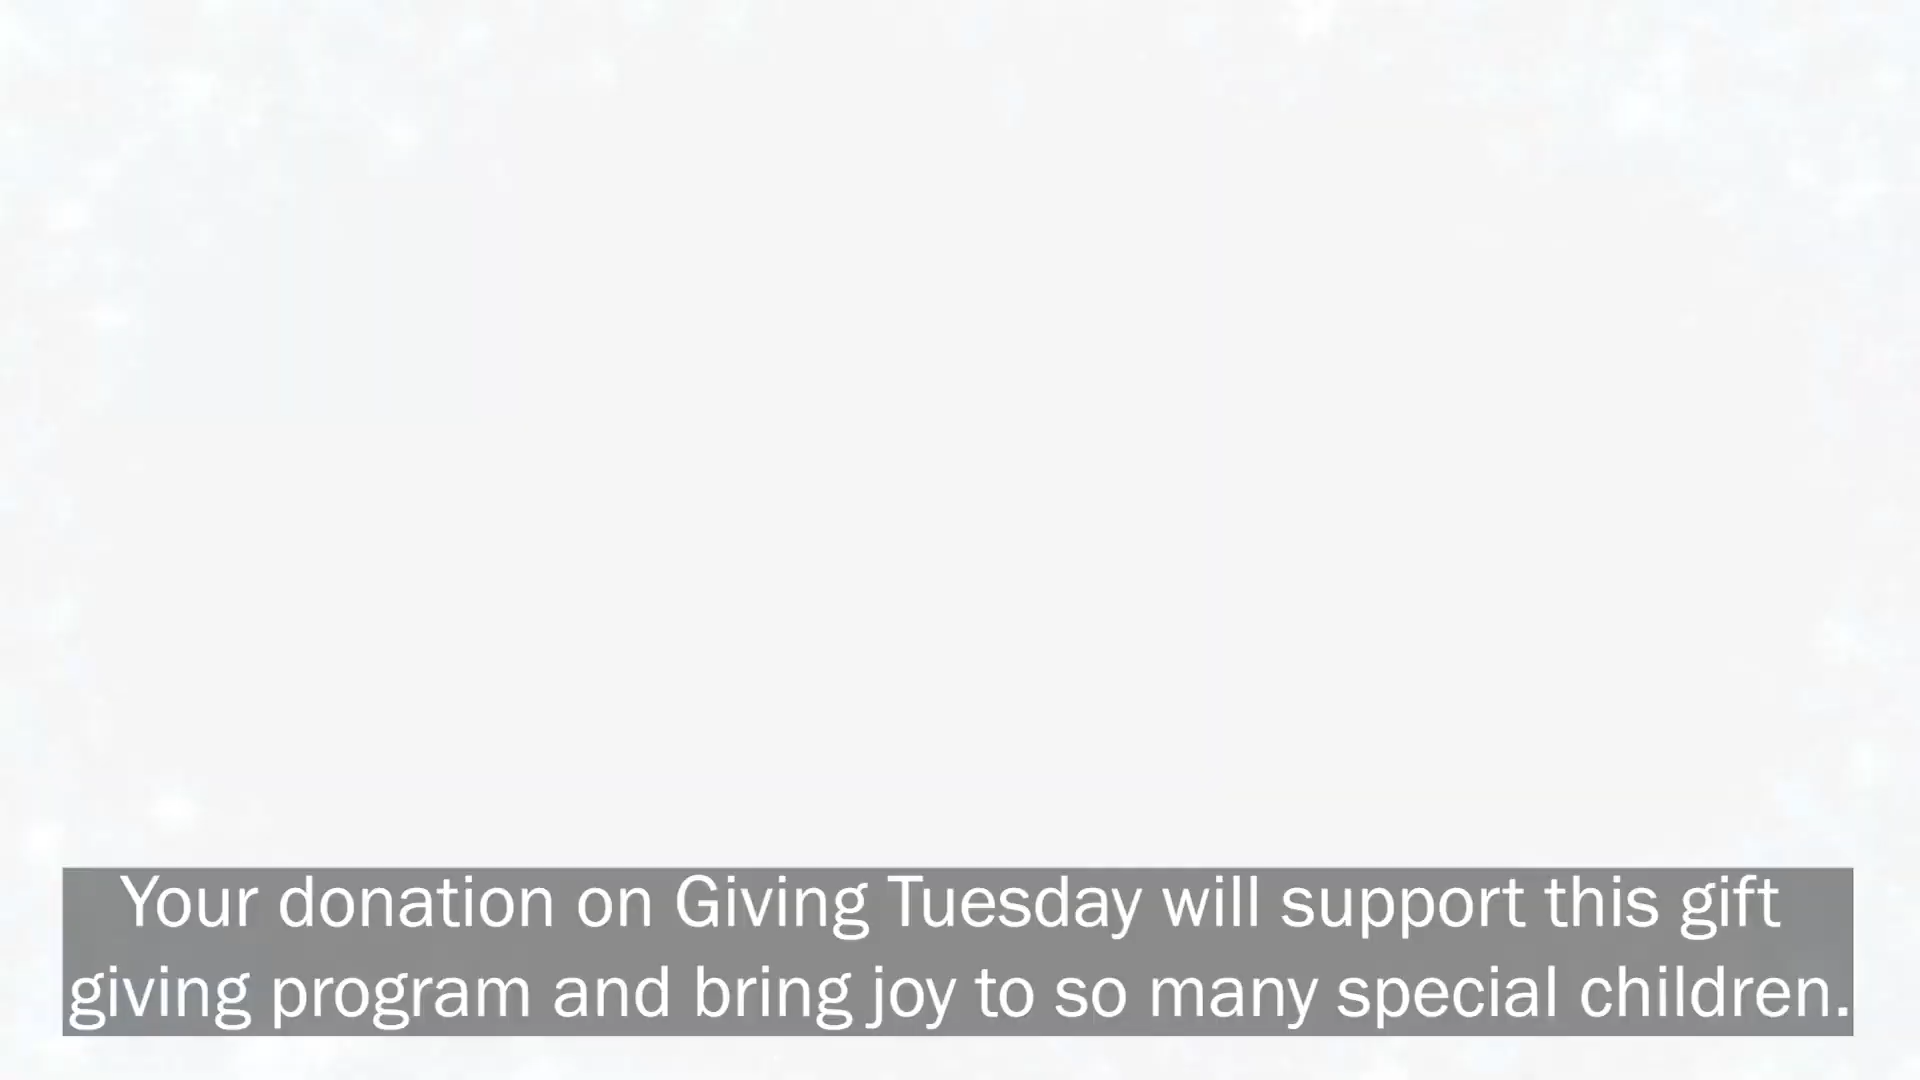 Your donation on Giving Tuesday will support this gift
giving program and bring joy to so many special children.